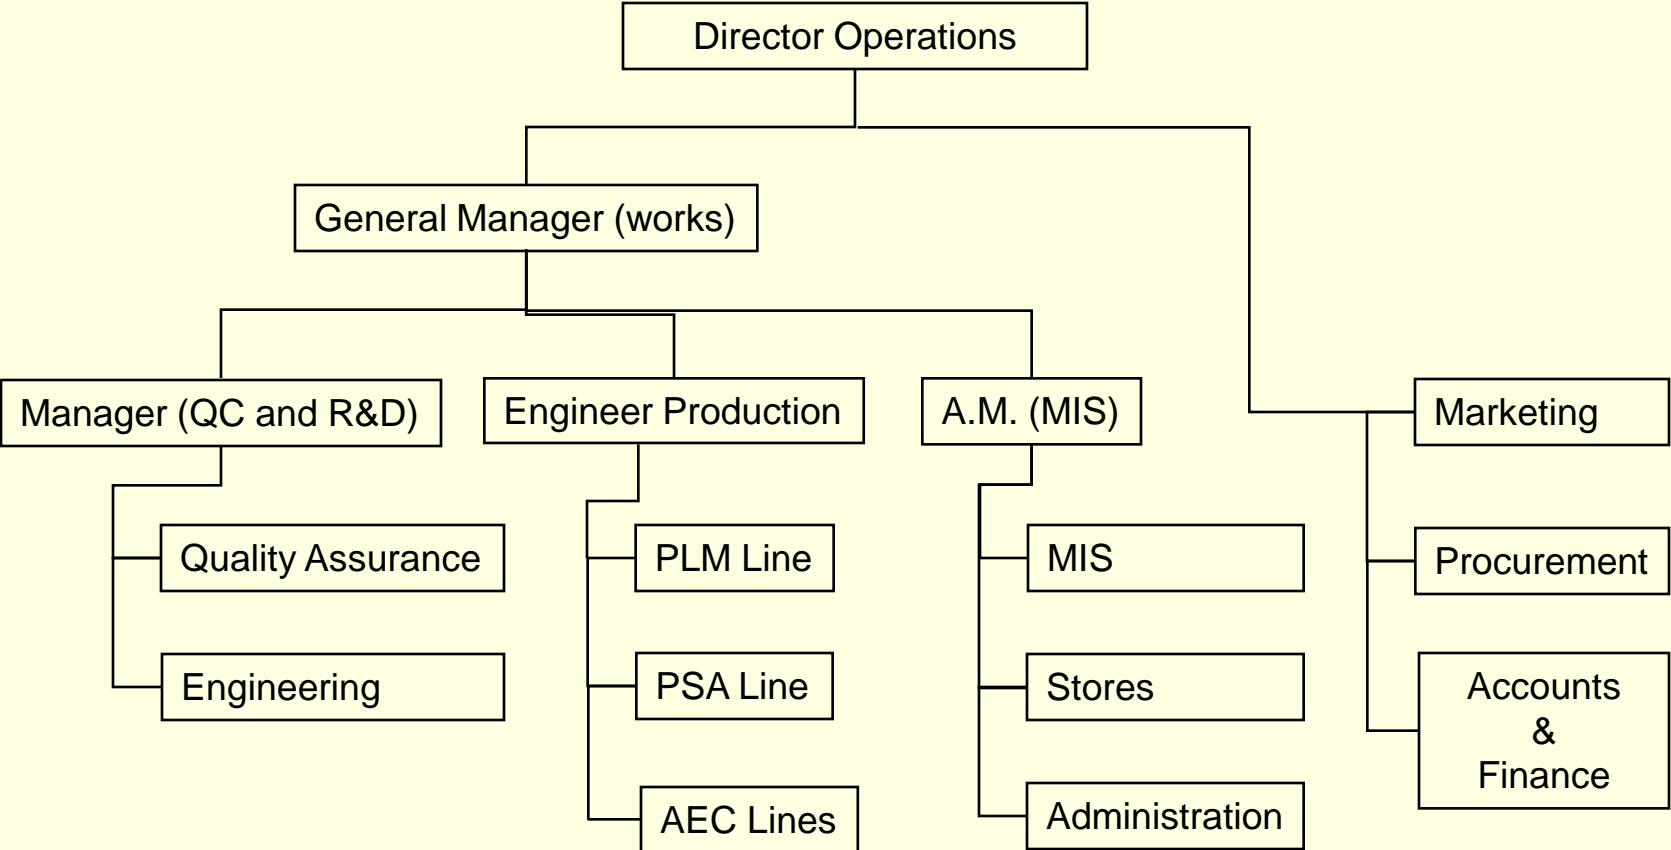 Director Operations
General Manager (works)
Manager (QC and R&D)
Engineer Production
A.M. (MIS)
Marketing
Quality Assurance
PLM Line
MIS
Procurement
Engineering
PSA Line
Stores
Accounts
&
Finance
AEC Lines
Administration